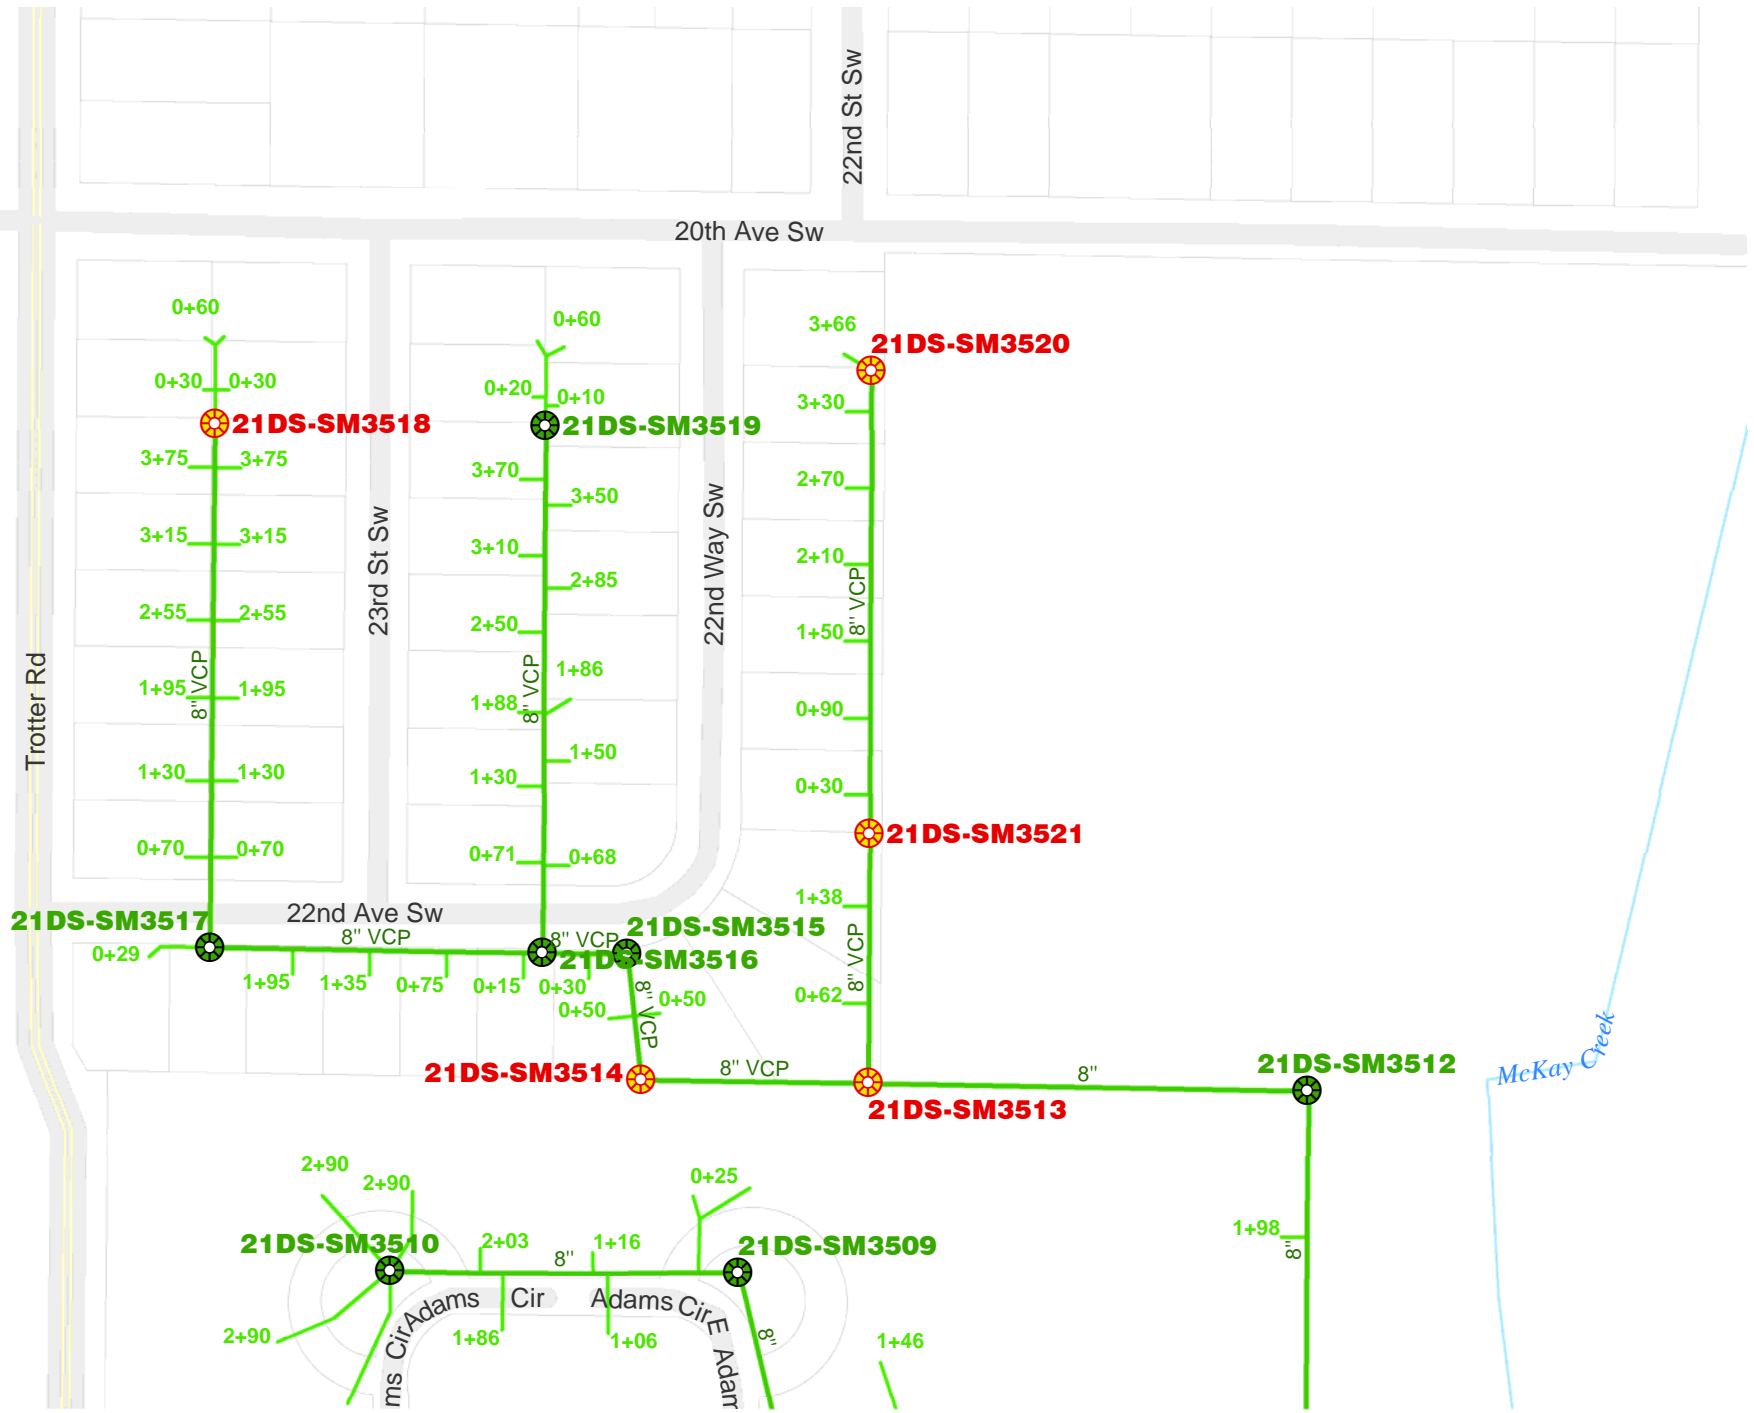 22nd St Sw
20th Ave Sw
0+60
0+60
3+66
21DS-SM3520
0+30
0+30
0+20
0+10
3+30
21DS-SM3518
21DS-SM3519
3+75
3+75
3+70
3+50
2+70
3+15
3+15
3+10
2+85
2+10
23rd St Sw
22nd Way Sw
8" VCP
2+55
2+55
2+50
1+50
Trotter Rd
8" VCP
8" VCP
1+86
1+95
1+95
1+88
0+90
1+30
1+30
1+30
1+50
0+30
21DS-SM3521
0+70
0+70
0+71
0+68
1+38
21DS-SM3517
22nd Ave Sw
21DS-SM3515
8" VCP
8" VCP
21DS-SM3516
8" VCP
0+29
1+95
1+35
0+75
0+15
0+30
0+50
0+50
8" VCP
0+62
21DS-SM3514
8" VCP
8"
21DS-SM3512
21DS-SM3513
McKay Creek
2+90
2+90
0+25
21DS-SM3510
2+03
8"
1+16
21DS-SM3509
1+98
8"
Adams Cir
Adams Cir E
Cir
2+90
1+86
1+06
8"
1+46
ms
Adam